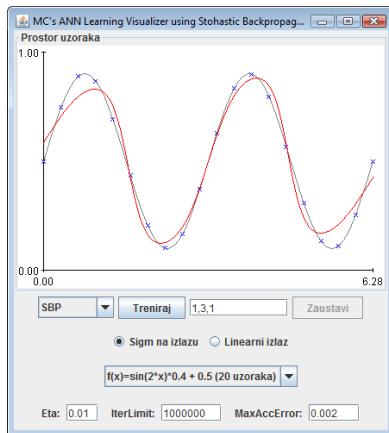 MC's ANN Learning Visualizer using Stohastic Backpropag...
Prostor uzoraka
1.00
0.00
0.00 6.28
SBP Treniraj 1,3,1 Zaustavi
Sigm na izlazu Linearni izlaz
f(x)=sin(2*x)*0.4 + 0.5 (20 uzoraka)
Eta: 0.01 IterLimit: 1000000 MaxAccError: 0.002